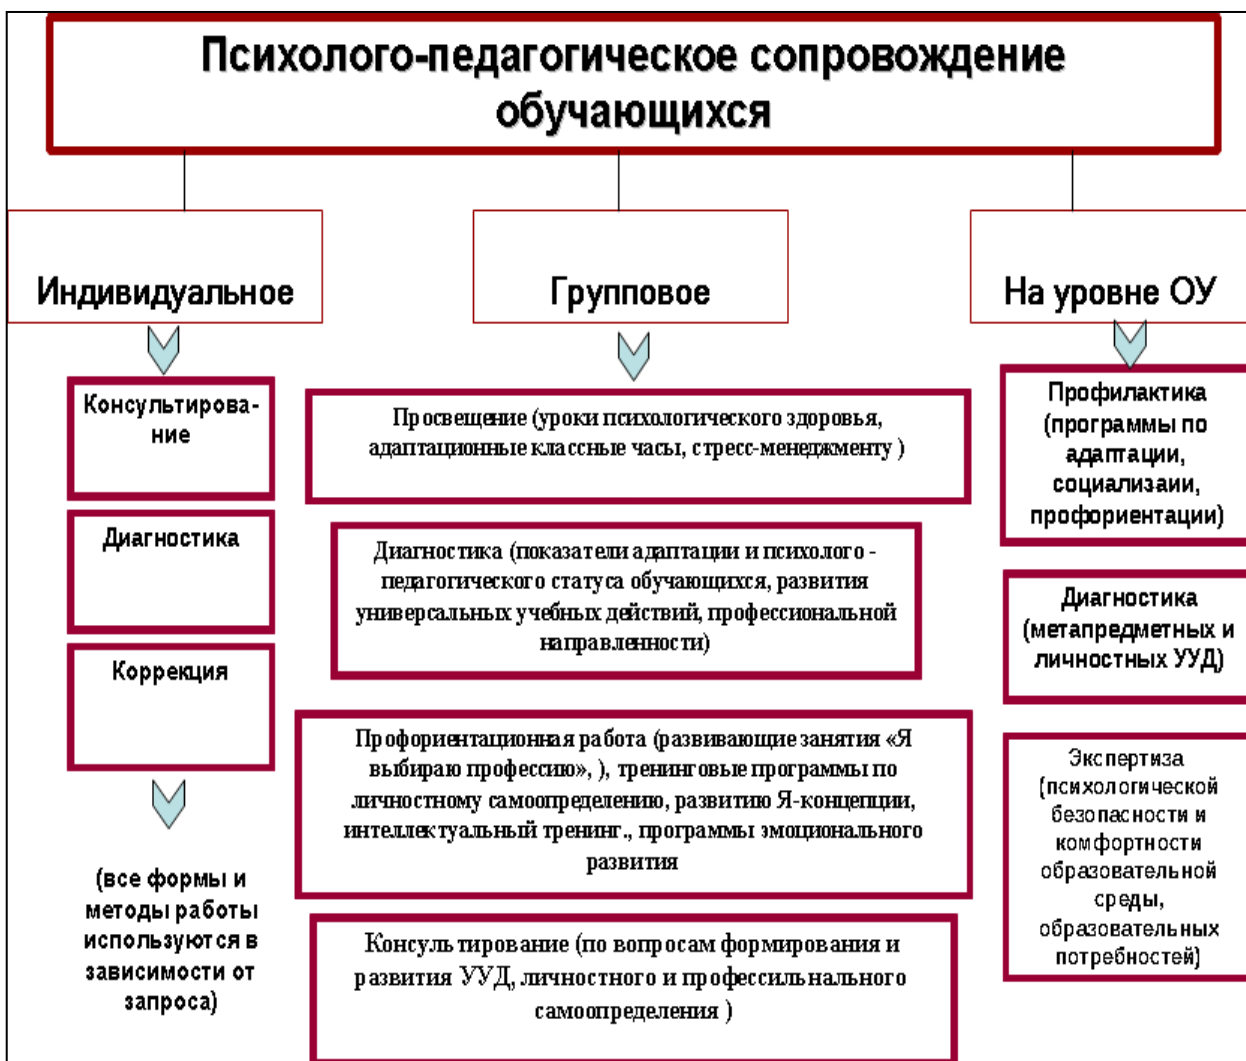 Психолого-педагогическое сопровождение
обучающихся
Индивидуальное
Групповое
На уровне ОУ
Консультирова-
ние
Диагностика
Коррекция
(все формы и
методы работы
используются в
зависимости от
запроса)
Просвещение (уроки психологического здоровья,
адаптационные классные часы, стресс-менеджменту )
Диагностика (показатели адаптации и психолого -
педагогического статуса обучающихся, развития
универсальных учебных действий, профессиональной
направленности)
Профориентационная работа (развивающие занятия «Я
выбираю профессию», ), тренинговые программы по
личностному самоопределению, развитию Я-концепции,
интеллектуальный тренинг., программы эмоционального
развития
Консультирование (по вопросам формирования и
развития УУД, личностного и профессильнального
самоопределения )
Профилактика
(программы по
адаптации,
социализаии,
профориентации)
Диагностика
(метапредметных и
личностных УУД)
Экспертиза
(психологической
безопасности и
комфортности
образовательной
среды,
образовательных
потребностей)